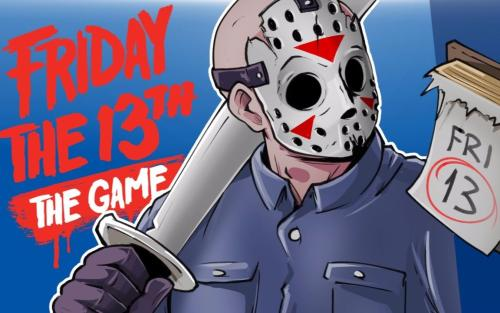 FRIDAY
THE 13TH
THE GAME
FRI
13